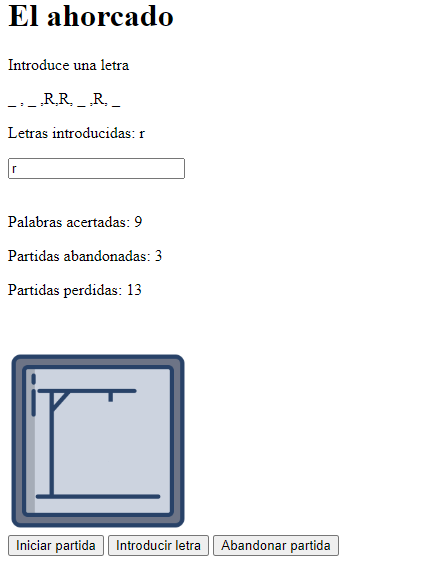 El ahorcado
Introduce una letra
_ , _ ,R,R, _ ,R, _
Letras introducidas: r
r
Palabras acertadas: 9
Partidas abandonadas: 3
Partidas perdidas: 13
Iniciar partida Introducir letra Abandonar partida